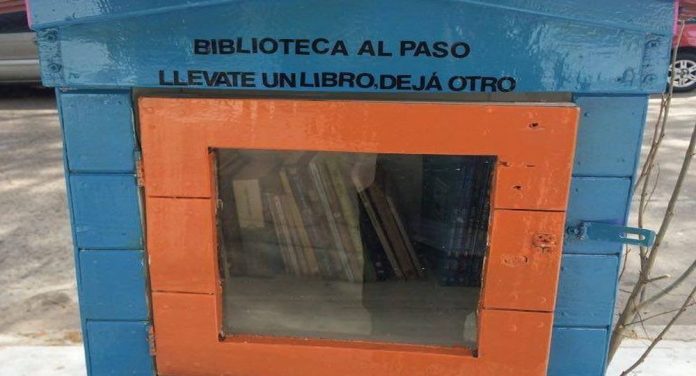 BIBLIOTECA AL PASO
LLEVATE UN LIBRO, DEJÁ OTRO